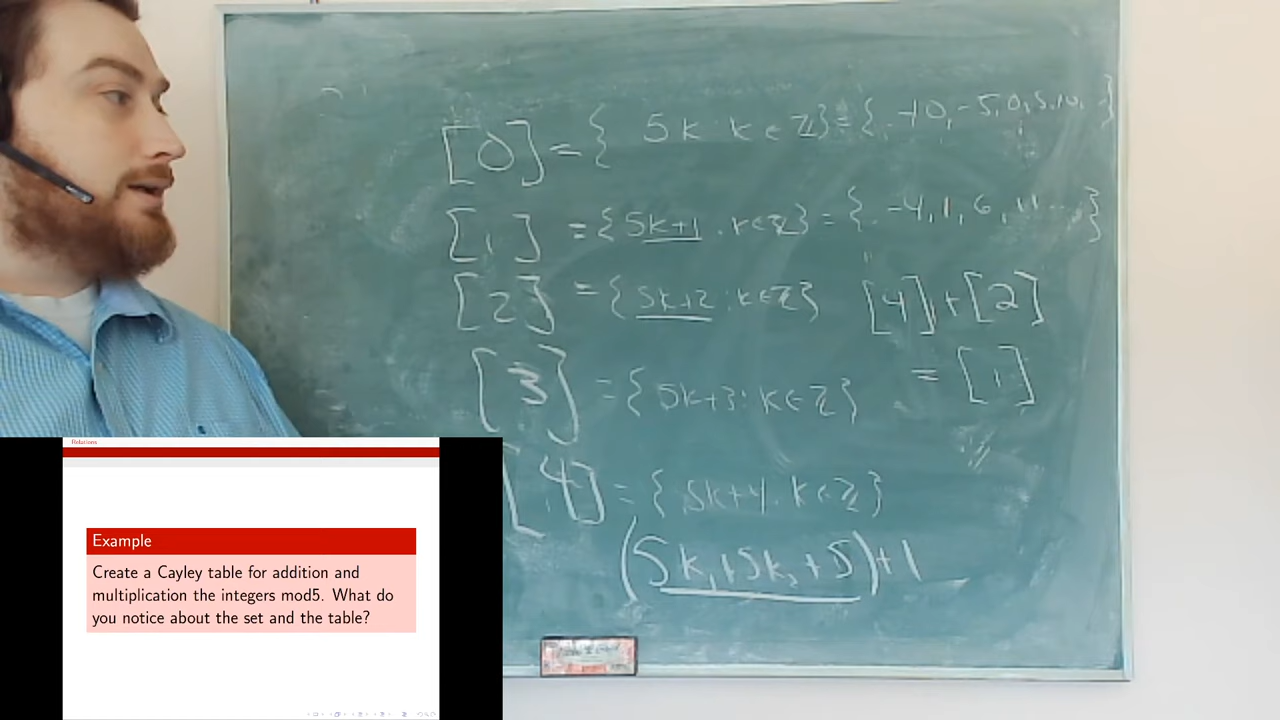 [0] = { 5k : k ∈ ℤ} = {. -10, -5, 0, 5, 10, }
[1] = {5k+1 . k∈ℤ} = {. -4, 1, 6, 11 ... }
[2] = {5k+2 : k∈ℤ}
[4]+[2]
= [1]
[3] = {5k+3 : k∈ℤ}
[4] = {5k+4 . k∈ℤ}
(5k₁+5k₂+5)+1
Relations
Example
Create a Cayley table for addition and
multiplication the integers mod5. What do
you notice about the set and the table?